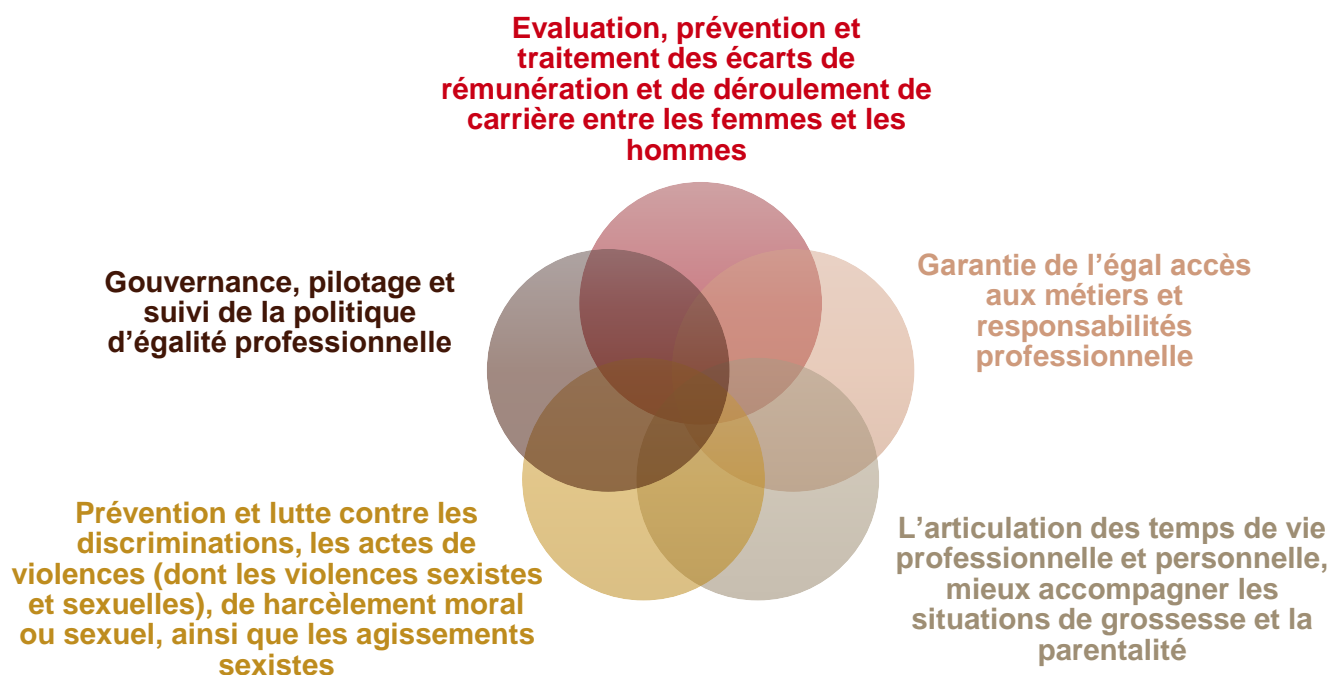 Evaluation, prévention et
traitement des écarts de
rémunération et de déroulement de
carrière entre les femmes et les
hommes
Gouvernance, pilotage et
suivi de la politique
d’égalité professionnelle
Garantie de l’égal accès
aux métiers et
responsabilités
professionnelle
Prévention et lutte contre les
discriminations, les actes de
violences (dont les violences sexistes
et sexuelles), de harcèlement moral
ou sexuel, ainsi que les agissements
sexistes
L’articulation des temps de vie
professionnelle et personnelle,
mieux accompagner les
situations de grossesse et la
parentalité